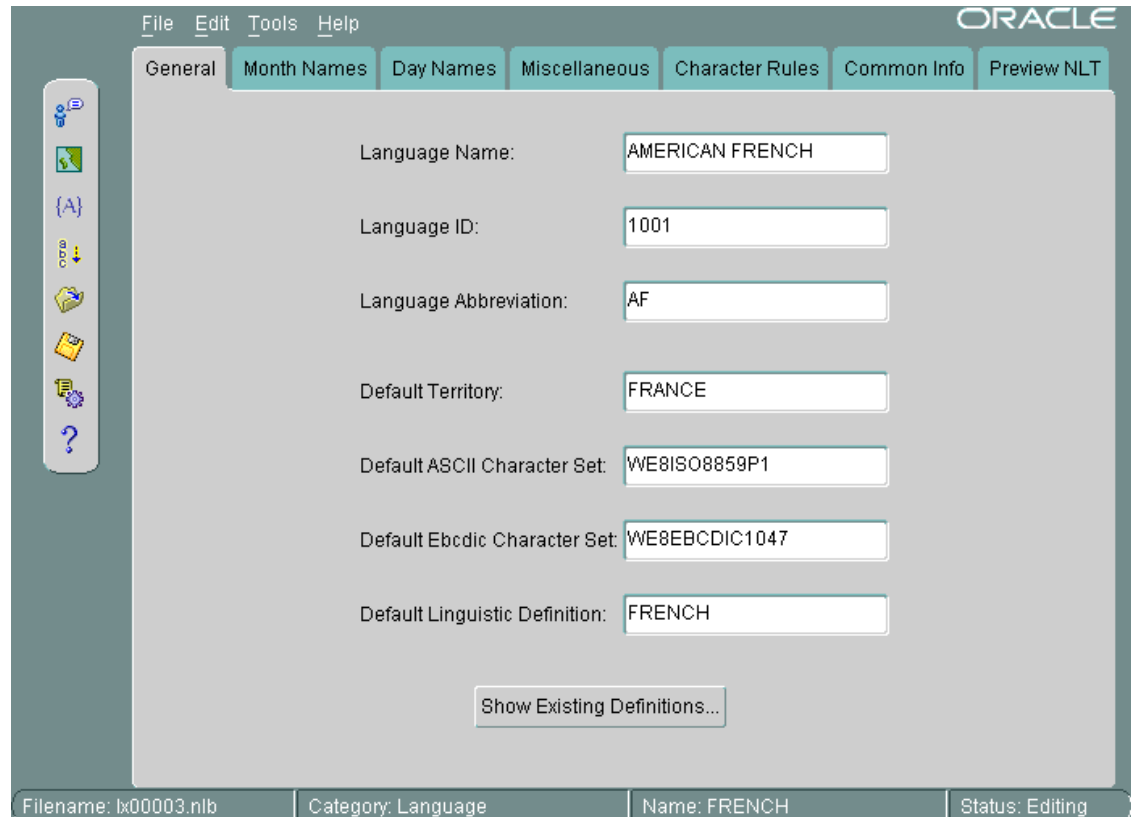 File Edit Tools Help ORACLE
General Month Names Day Names Miscellaneous Character Rules Common Info Preview NLT
{A}
a
b
c
?
Language Name: AMERICAN FRENCH
Language ID: 1001
Language Abbreviation: AF
Default Territory: FRANCE
Default ASCII Character Set: WE8ISO8859P1
Default Ebcdic Character Set: WE8EBCDIC1047
Default Linguistic Definition: FRENCH
Show Existing Definitions...
Filename: lx00003.nlb Category: Language Name: FRENCH Status: Editing